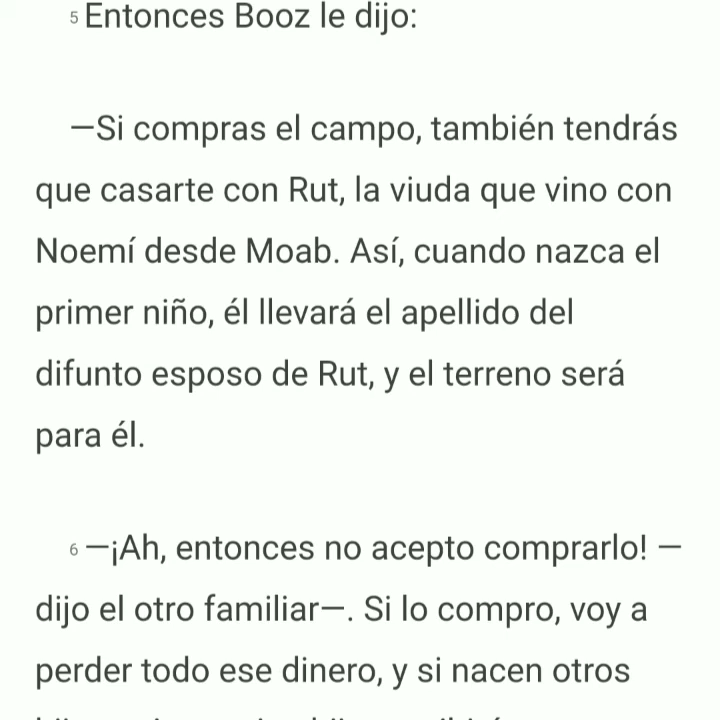 5 Entonces Booz le dijo:
—Si compras el campo, también tendrás
que casarte con Rut, la viuda que vino con
Noemí desde Moab. Así, cuando nazca el
primer niño, él llevará el apellido del
difunto esposo de Rut, y el terreno será
para él.
6 —¡Ah, entonces no acepto comprarlo! —
dijo el otro familiar—. Si lo compro, voy a
perder todo ese dinero, y si nacen otros